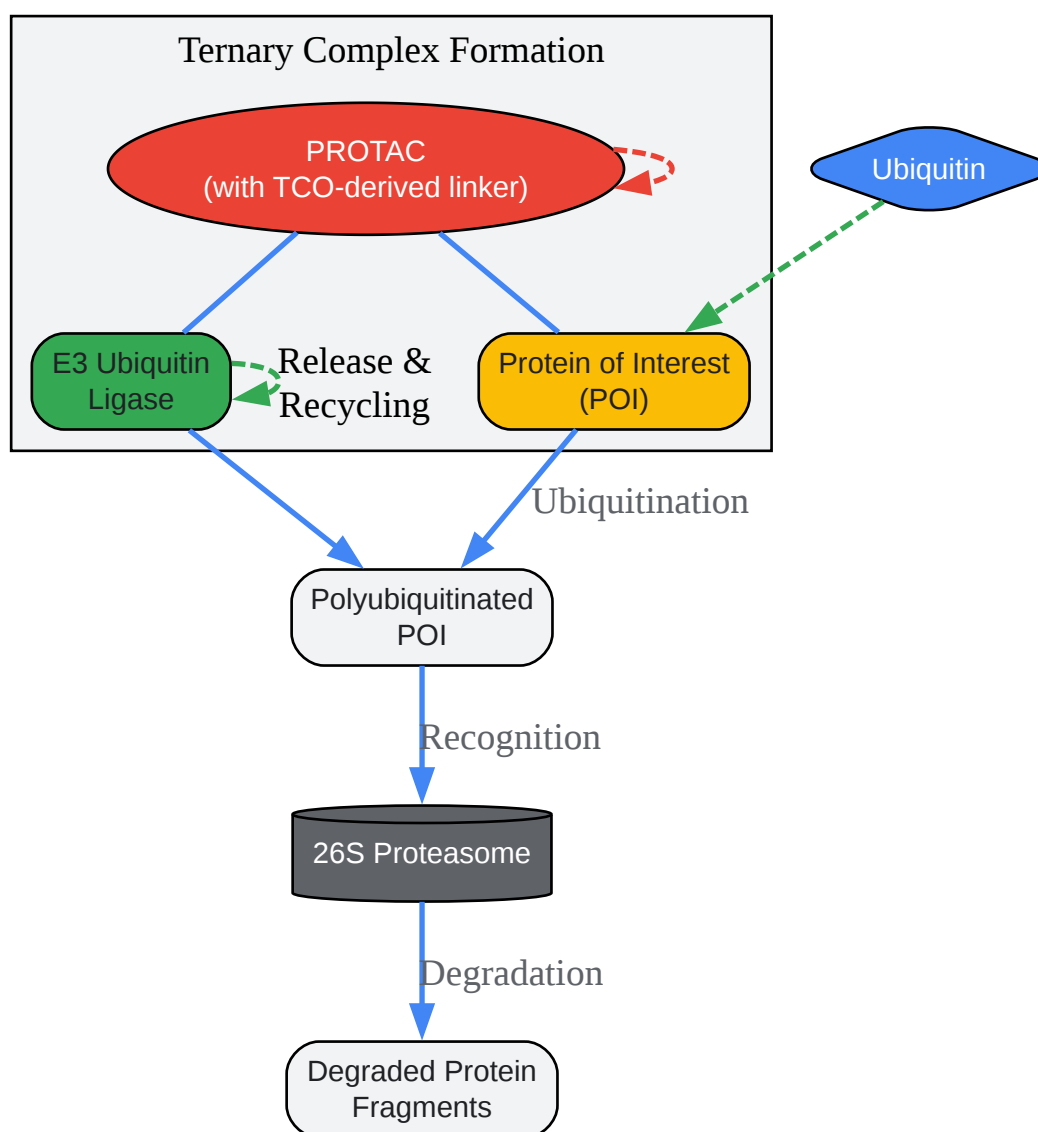 Ternary Complex Formation
PROTAC
(with TCO-derived linker)
Ubiquitin
E3 Ubiquitin
Ligase
Release &
Recycling
Protein of Interest
(POI)
Ubiquitination
Polyubiquitinated
POI
Recognition
26S Proteasome
Degradation
Degraded Protein
Fragments